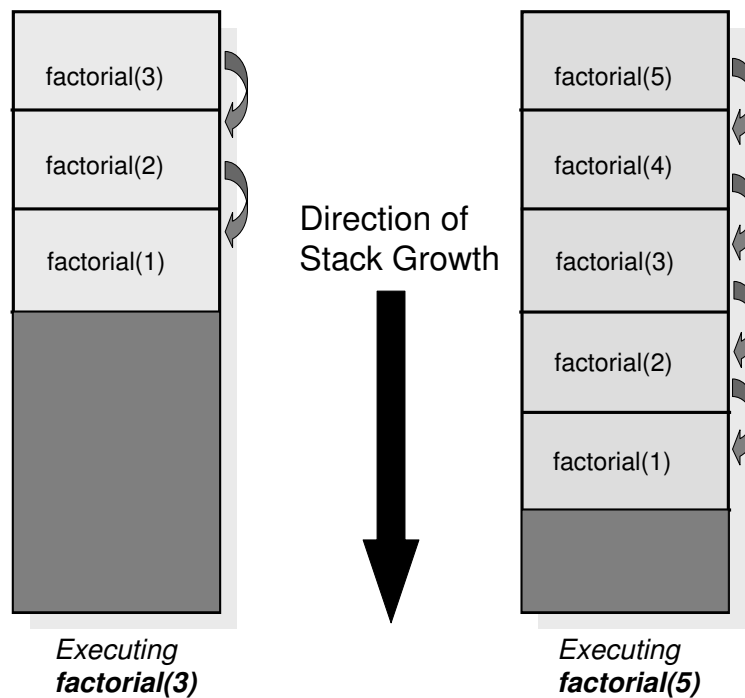 factorial(3)
factorial(2)
factorial(1)
Executing
factorial(3)
Direction of
Stack Growth
factorial(5)
factorial(4)
factorial(3)
factorial(2)
factorial(1)
Executing
factorial(5)